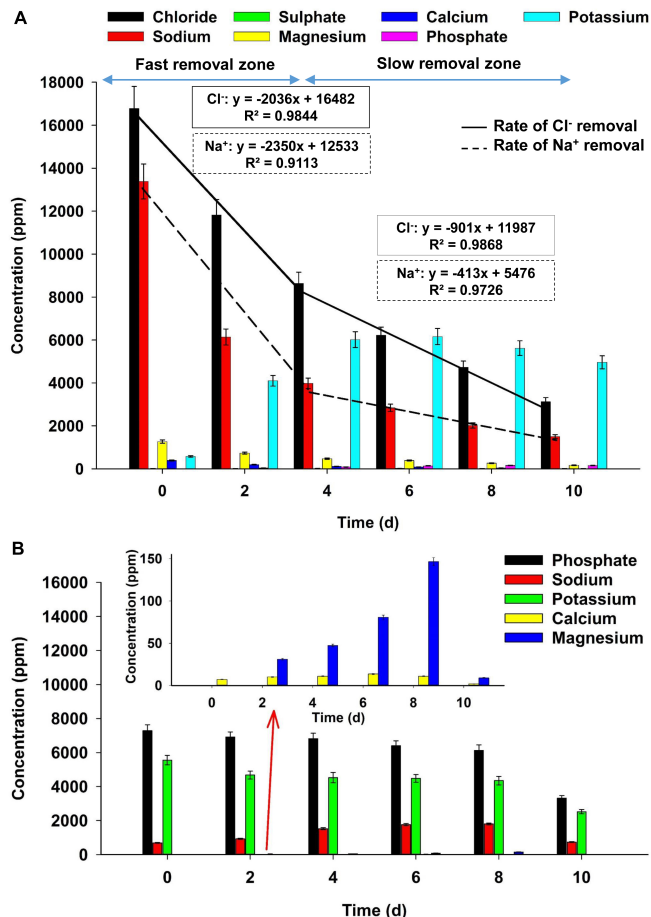 A
Chloride Sulphate Calcium Potassium
Sodium Magnesium Phosphate
Fast removal zone Slow removal zone
18000
16000
14000
12000
10000
8000
6000
4000
2000
0
Concentration (ppm)
Cl⁻: y = -2036x + 16482
R² = 0.9844
Na⁺: y = -2350x + 12533
R² = 0.9113
Rate of Cl⁻ removal
Rate of Na⁺ removal
Cl⁻: y = -901x + 11987
R² = 0.9868
Na⁺: y = -413x + 5476
R² = 0.9726
0 2 4 6 8 10
Time (d)
B
16000
14000
12000
10000
8000
6000
4000
2000
0
Concentration (ppm)
150
100
50
0
Concentration (ppm)
0 2 4 6 8 10
Time (d)
Phosphate
Sodium
Potassium
Calcium
Magnesium
0 2 4 6 8 10
Time (d)